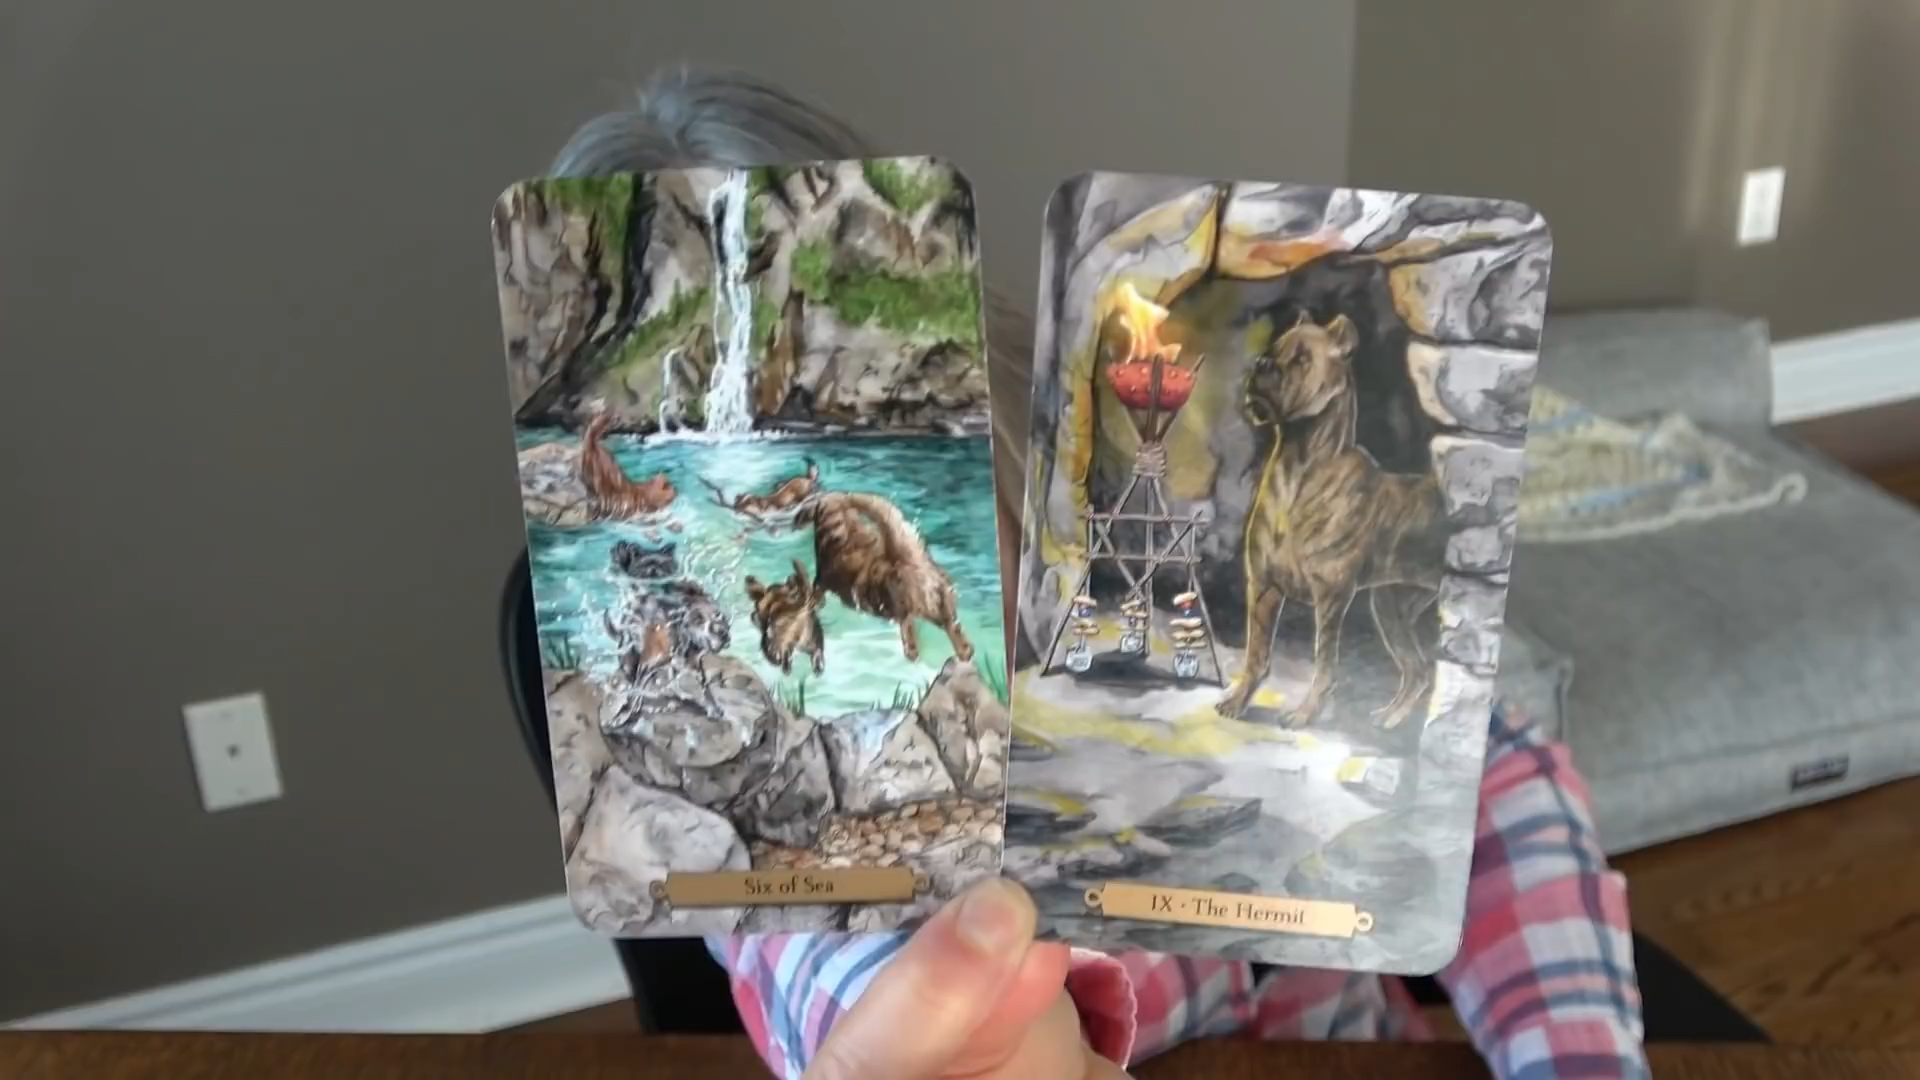 Six of Sea
IX • The Hermit